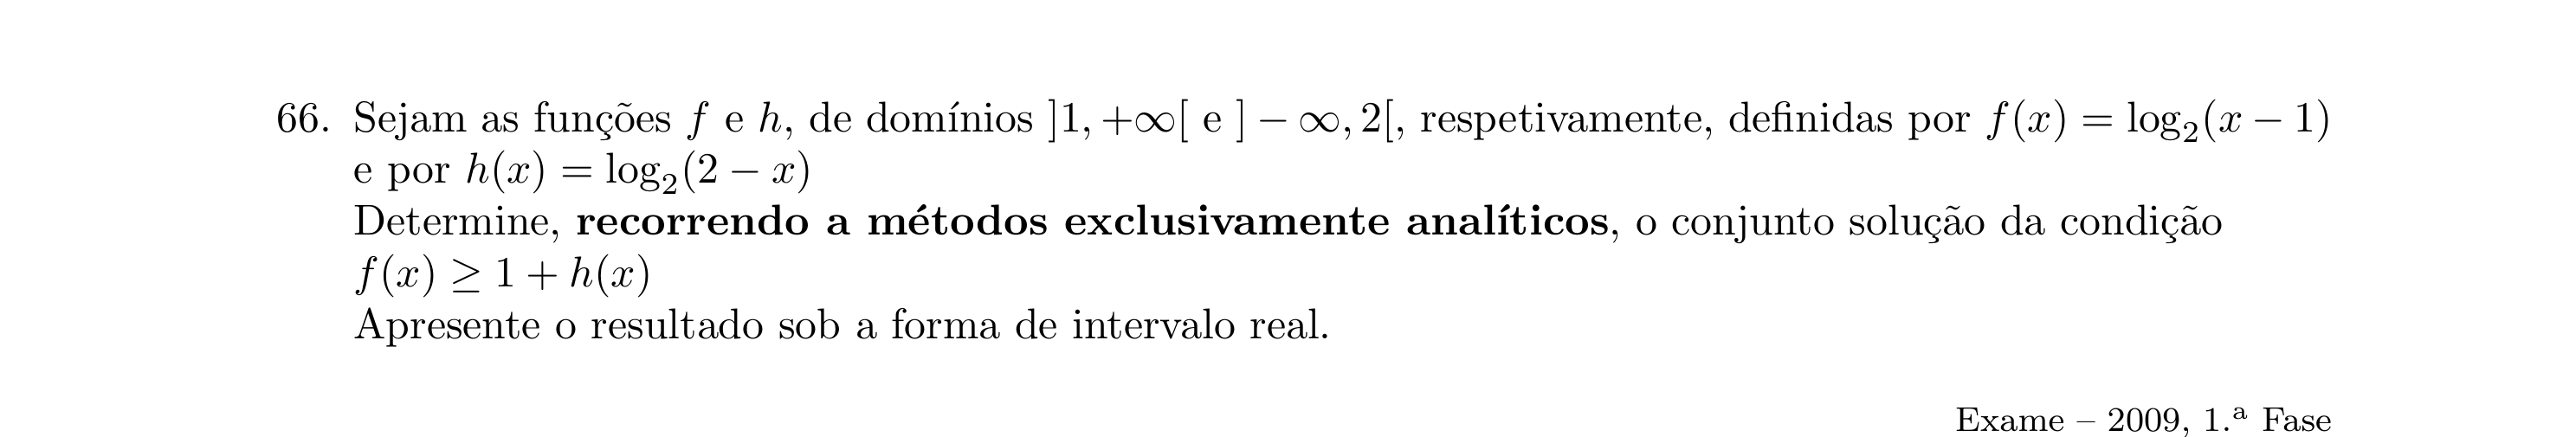 66. Sejam as funções f e h, de domínios ]1, +∞[ e ] − ∞, 2[, respetivamente, definidas por f(x) = log₂(x − 1)
e por h(x) = log₂(2 − x)
Determine, recorrendo a métodos exclusivamente analíticos, o conjunto solução da condição
f(x) ≥ 1 + h(x)
Apresente o resultado sob a forma de intervalo real.
Exame – 2009, 1.ª Fase